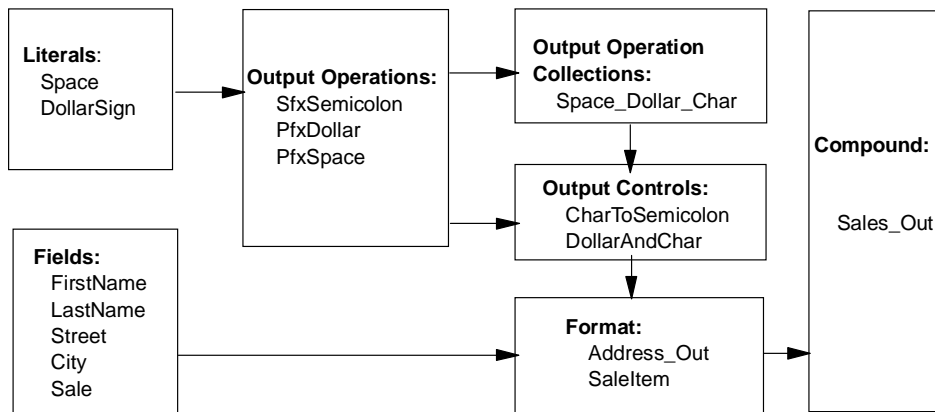 Literals:
Space
DollarSign
Output Operations:
SfxSemicolon
PfxDollar
PfxSpace
Output Operation
Collections:
Space_Dollar_Char
Output Controls:
CharToSemicolon
DollarAndChar
Compound:
Sales_Out
Fields:
FirstName
LastName
Street
City
Sale
Format:
Address_Out
SaleItem